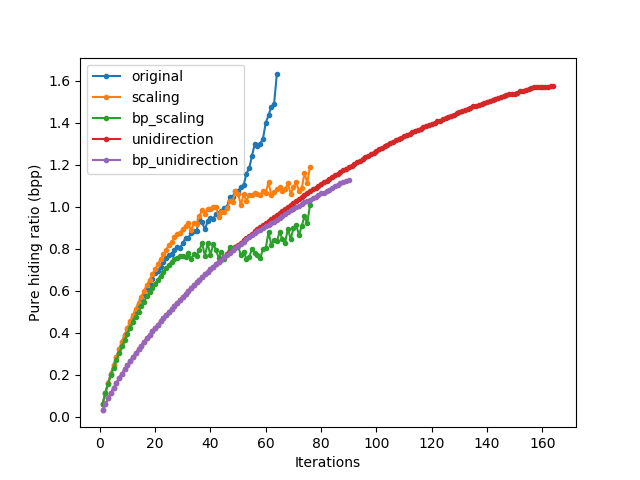 original
scaling
bp_scaling
unidirection
bp_unidirection
Pure hiding ratio (bpp)
1.6
1.4
1.2
1.0
0.8
0.6
0.4
0.2
0.0
0 20 40 60 80 100 120 140 160
Iterations